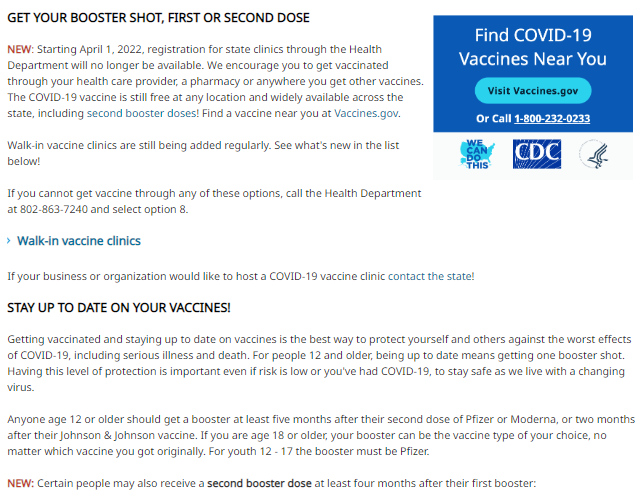 GET YOUR BOOSTER SHOT, FIRST OR SECOND DOSE
NEW: Starting April 1, 2022, registration for state clinics through the Health
Department will no longer be available. We encourage you to get vaccinated
through your health care provider, a pharmacy or anywhere you get other vaccines.
The COVID-19 vaccine is still free at any location and widely available across the
state, including second booster doses! Find a vaccine near you at Vaccines.gov.
Walk-in vaccine clinics are still being added regularly. See what's new in the list
below!
If you cannot get vaccine through any of these options, call the Health Department
at 802-863-7240 and select option 8.
› Walk-in vaccine clinics
If your business or organization would like to host a COVID-19 vaccine clinic contact the state!
Find COVID-19
Vaccines Near You
Visit Vaccines.gov
Or Call 1-800-232-0233
WE
CAN
DO
THIS
CDC
STAY UP TO DATE ON YOUR VACCINES!
Getting vaccinated and staying up to date on vaccines is the best way to protect yourself and others against the worst effects
of COVID-19, including serious illness and death. For people 12 and older, being up to date means getting one booster shot.
Having this level of protection is important even if risk is low or you've had COVID-19, to stay safe as we live with a changing
virus.
Anyone age 12 or older should get a booster at least five months after their second dose of Pfizer or Moderna, or two months
after their Johnson & Johnson vaccine. If you are age 18 or older, your booster can be the vaccine type of your choice, no
matter which vaccine you got originally. For youth 12 - 17 the booster must be Pfizer.
NEW: Certain people may also receive a second booster dose at least four months after their first booster: